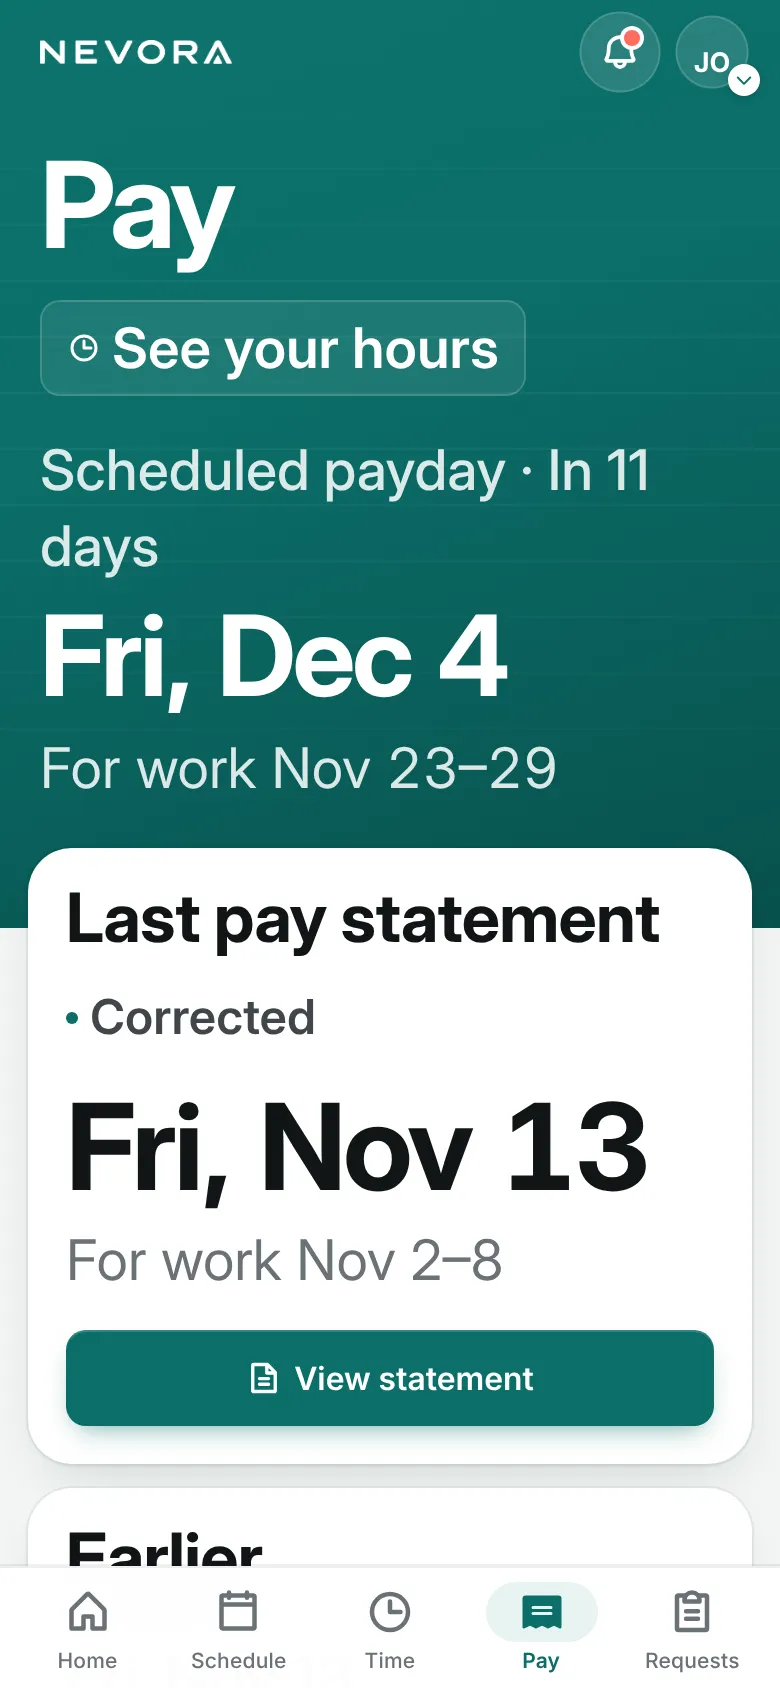 NEVORA
JO
Pay
See your hours
Scheduled payday · In 11
days
Fri, Dec 4
For work Nov 23–29
Last pay statement
• Corrected
Fri, Nov 13
For work Nov 2–8
View statement
Earlier
Home
Schedule
Time
Pay
Requests